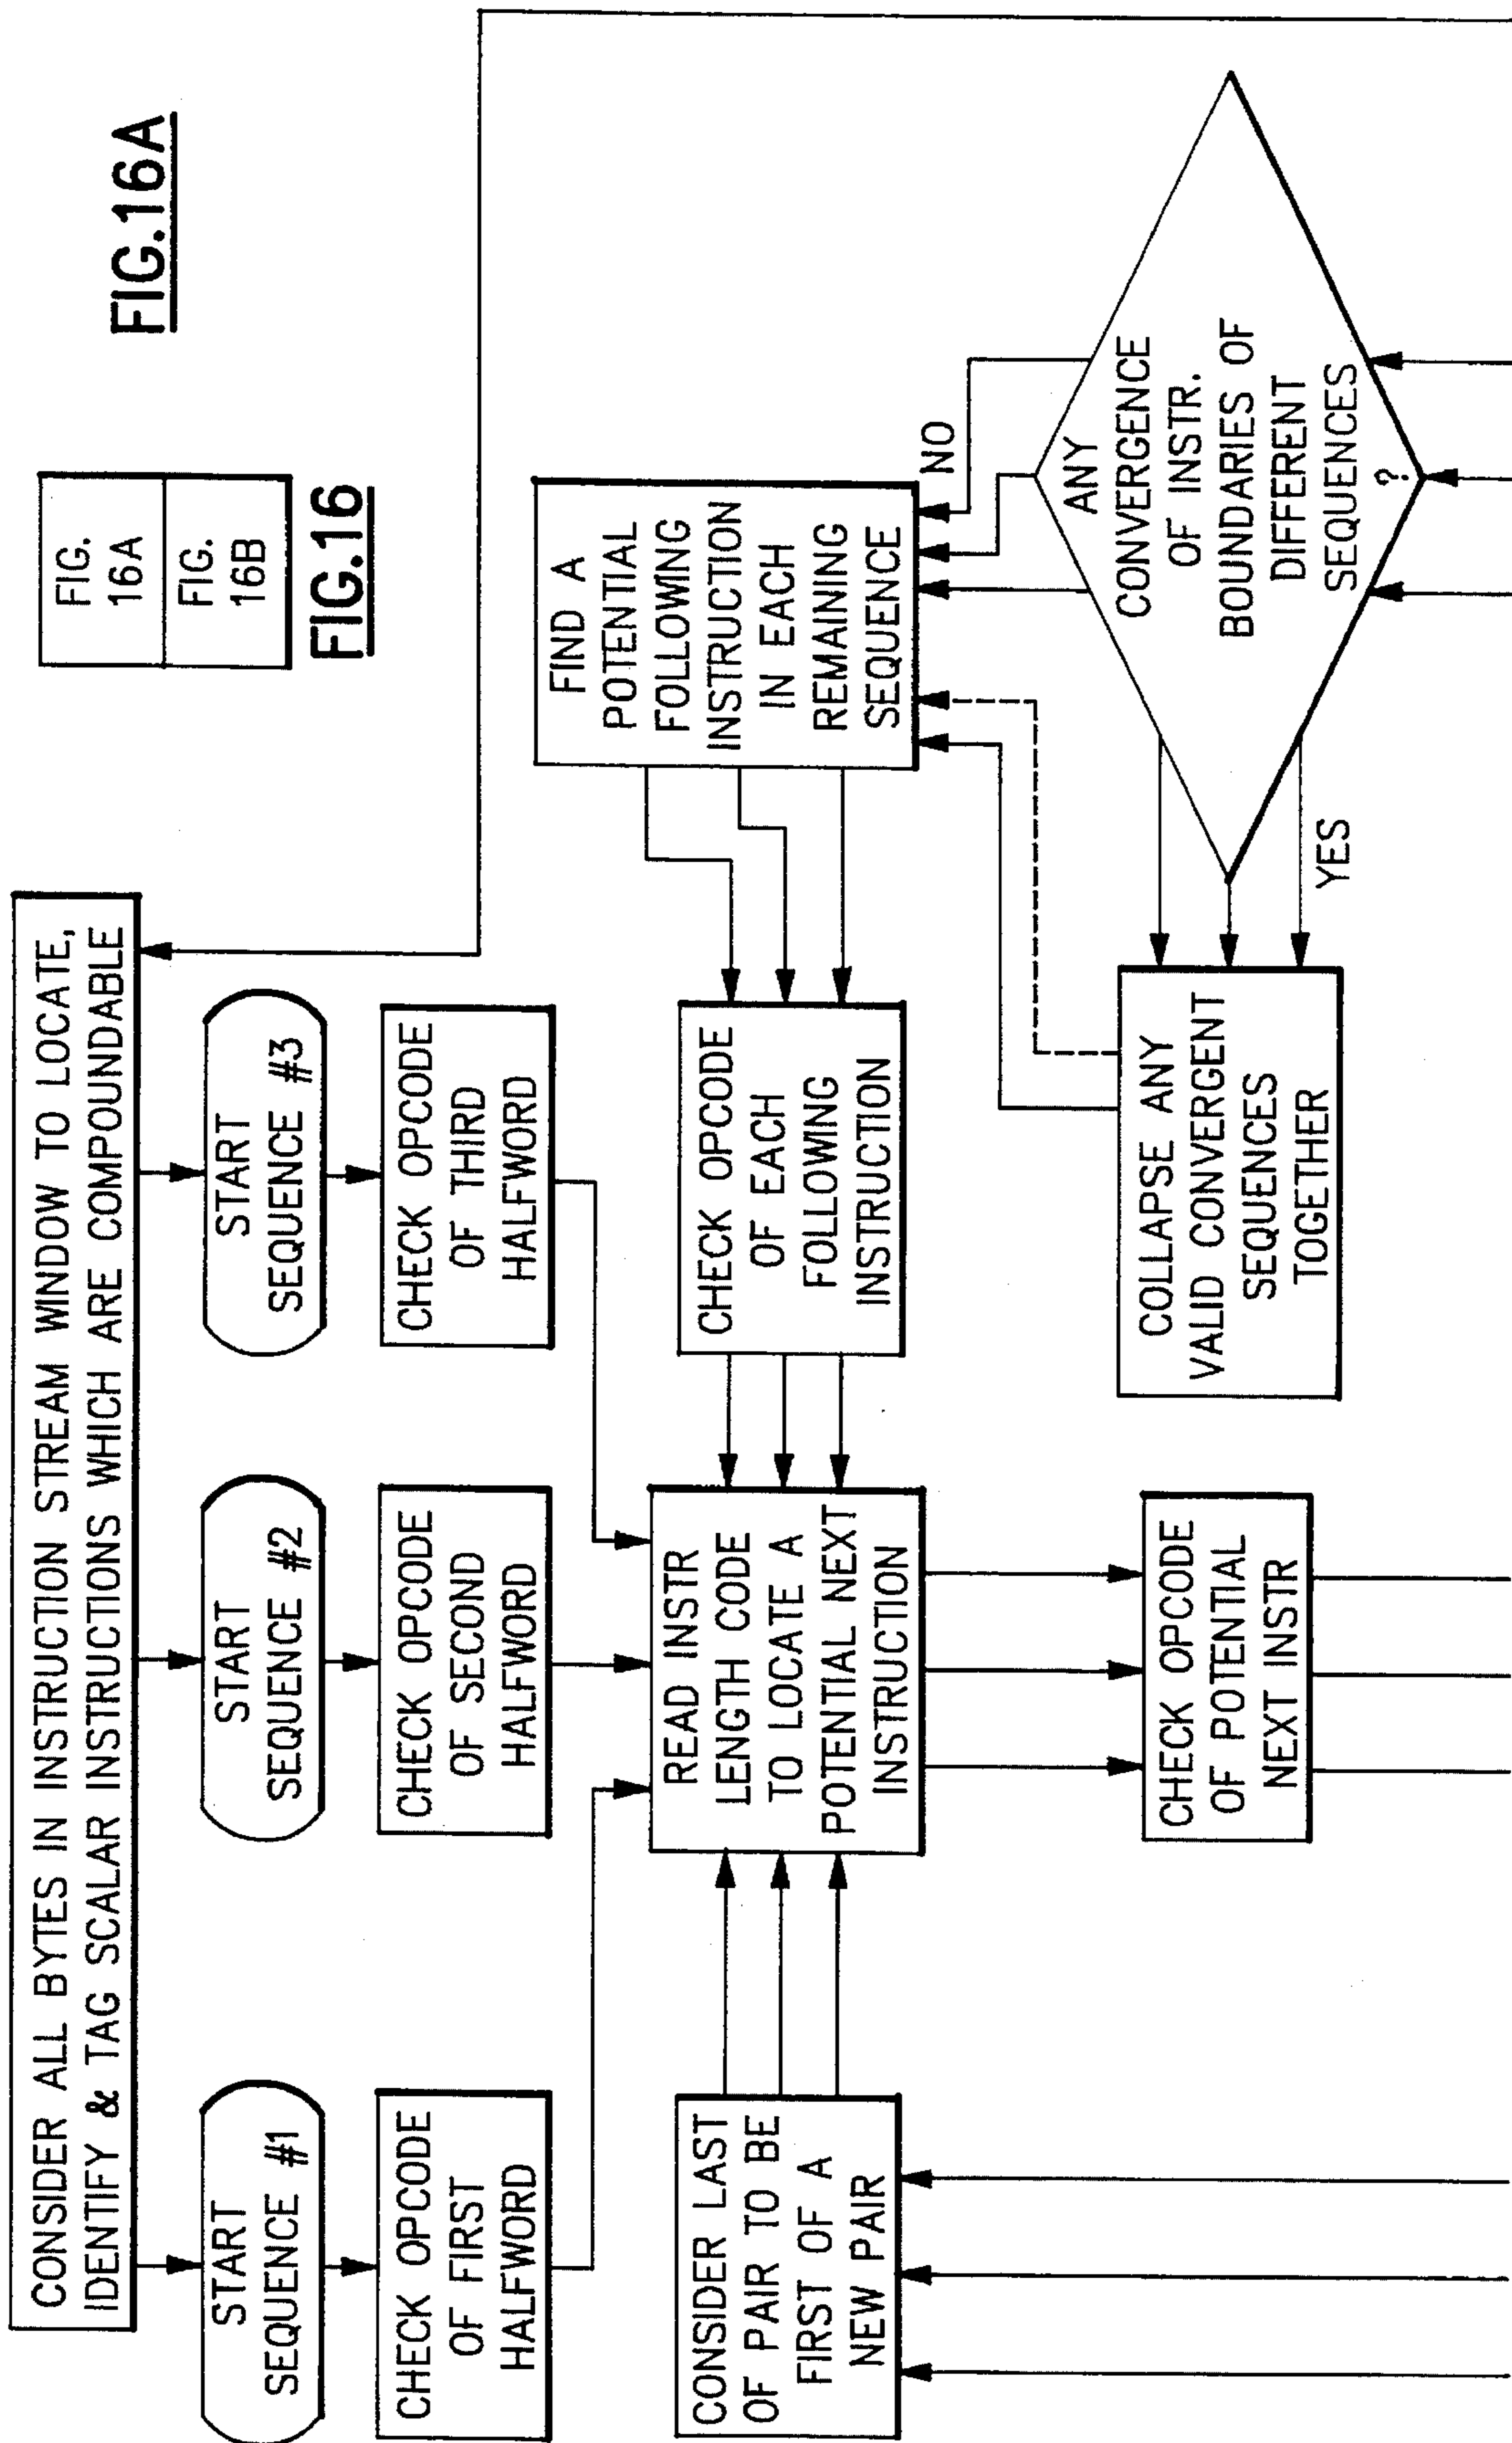 FIG.16A
FIG.
16A
FIG.
16B
FIG.16
CONSIDER ALL BYTES IN INSTRUCTION STREAM WINDOW TO LOCATE,
IDENTIFY & TAG SCALAR INSTRUCTIONS WHICH ARE COMPOUNDABLE
START
SEQUENCE #1
START
SEQUENCE #2
START
SEQUENCE #3
CHECK OPCODE
OF FIRST
HALFWORD
CHECK OPCODE
OF SECOND
HALFWORD
CHECK OPCODE
OF THIRD
HALFWORD
CONSIDER LAST
OF PAIR TO BE
FIRST OF A
NEW PAIR
READ INSTR
LENGTH CODE
TO LOCATE A
POTENTIAL NEXT
INSTRUCTION
CHECK OPCODE
OF EACH
FOLLOWING
INSTRUCTION
FIND A
POTENTIAL
FOLLOWING
INSTRUCTION
IN EACH
REMAINING
SEQUENCE
NO
CHECK OPCODE
OF POTENTIAL
NEXT INSTR
COLLAPSE ANY
VALID CONVERGENT
SEQUENCES
TOGETHER
YES
ANY
CONVERGENCE
OF INSTR.
BOUNDARIES OF
DIFFERENT
SEQUENCES
?